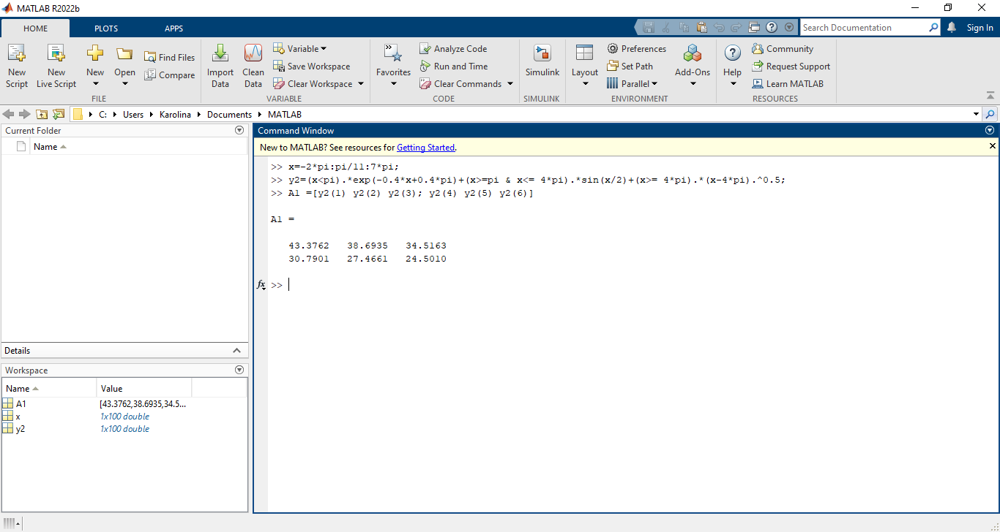 MATLAB R2022b
HOME PLOTS APPS
Search Documentation
Sign In
New Script
New Live Script
New
Open
Find Files
Compare
FILE
Import Data
Clean Data
Variable
Save Workspace
Clear Workspace
VARIABLE
Favorites
Analyze Code
Run and Time
Clear Commands
CODE
Simulink
SIMULINK
Layout
Preferences
Set Path
Parallel
Add-Ons
ENVIRONMENT
Help
Community
Request Support
Learn MATLAB
RESOURCES
C: Users Karolina Documents MATLAB
Current Folder
Name
Details
Workspace
Name Value
A1 [43.3762,38.6935,34.5...
x 1x100 double
y2 1x100 double
Command Window
New to MATLAB? See resources for Getting Started.
>> x=-2*pi:pi/11:7*pi;
>> y2=(x<pi).*exp(-0.4*x+0.4*pi)+(x>=pi & x<= 4*pi).*sin(x/2)+(x>= 4*pi).*(x-4*pi).^0.5;
>> A1 =[y2(1) y2(2) y2(3); y2(4) y2(5) y2(6)]
A1 =
43.3762 38.6935 34.5163
30.7901 27.4661 24.5010
fx >>